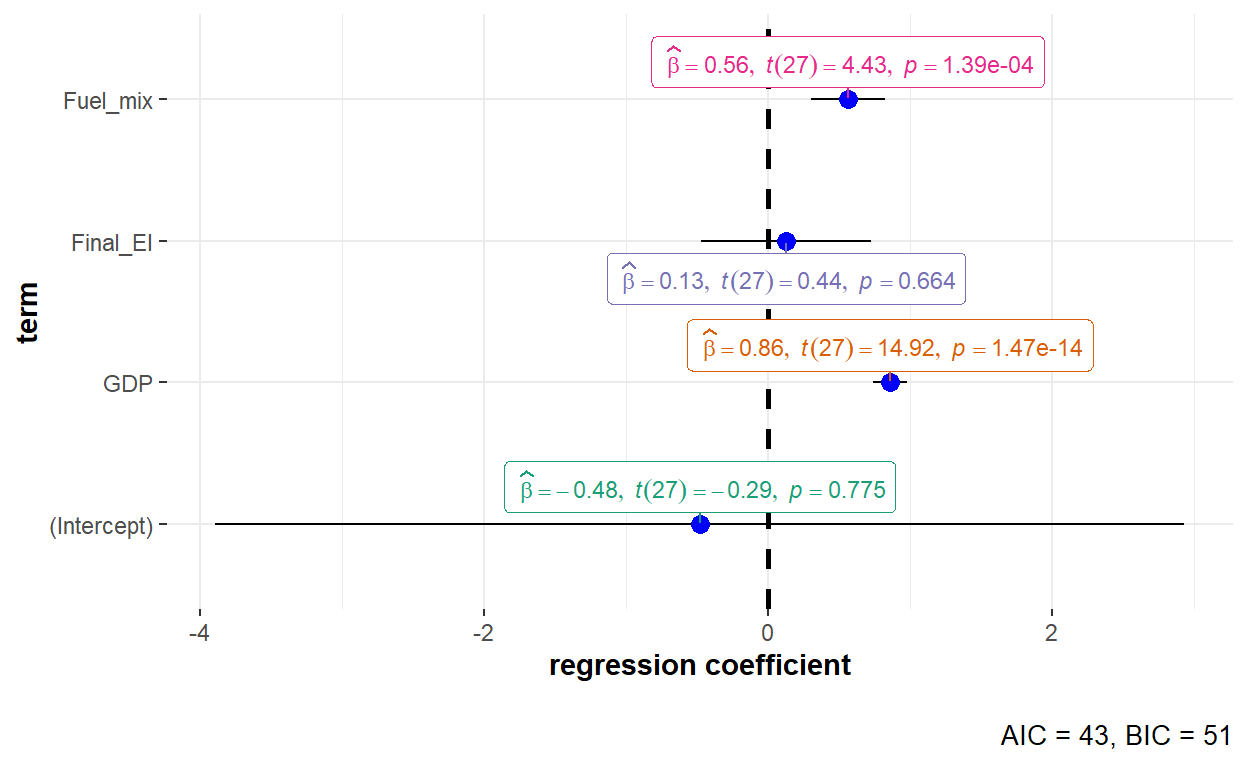 β̂ = 0.56, t(27) = 4.43, p = 1.39e-04
Fuel_mix
Final_EI
β̂ = 0.13, t(27) = 0.44, p = 0.664
term
β̂ = 0.86, t(27) = 14.92, p = 1.47e-14
GDP
β̂ = −0.48, t(27) = −0.29, p = 0.775
(Intercept)
-4 -2 0 2
regression coefficient
AIC = 43, BIC = 51